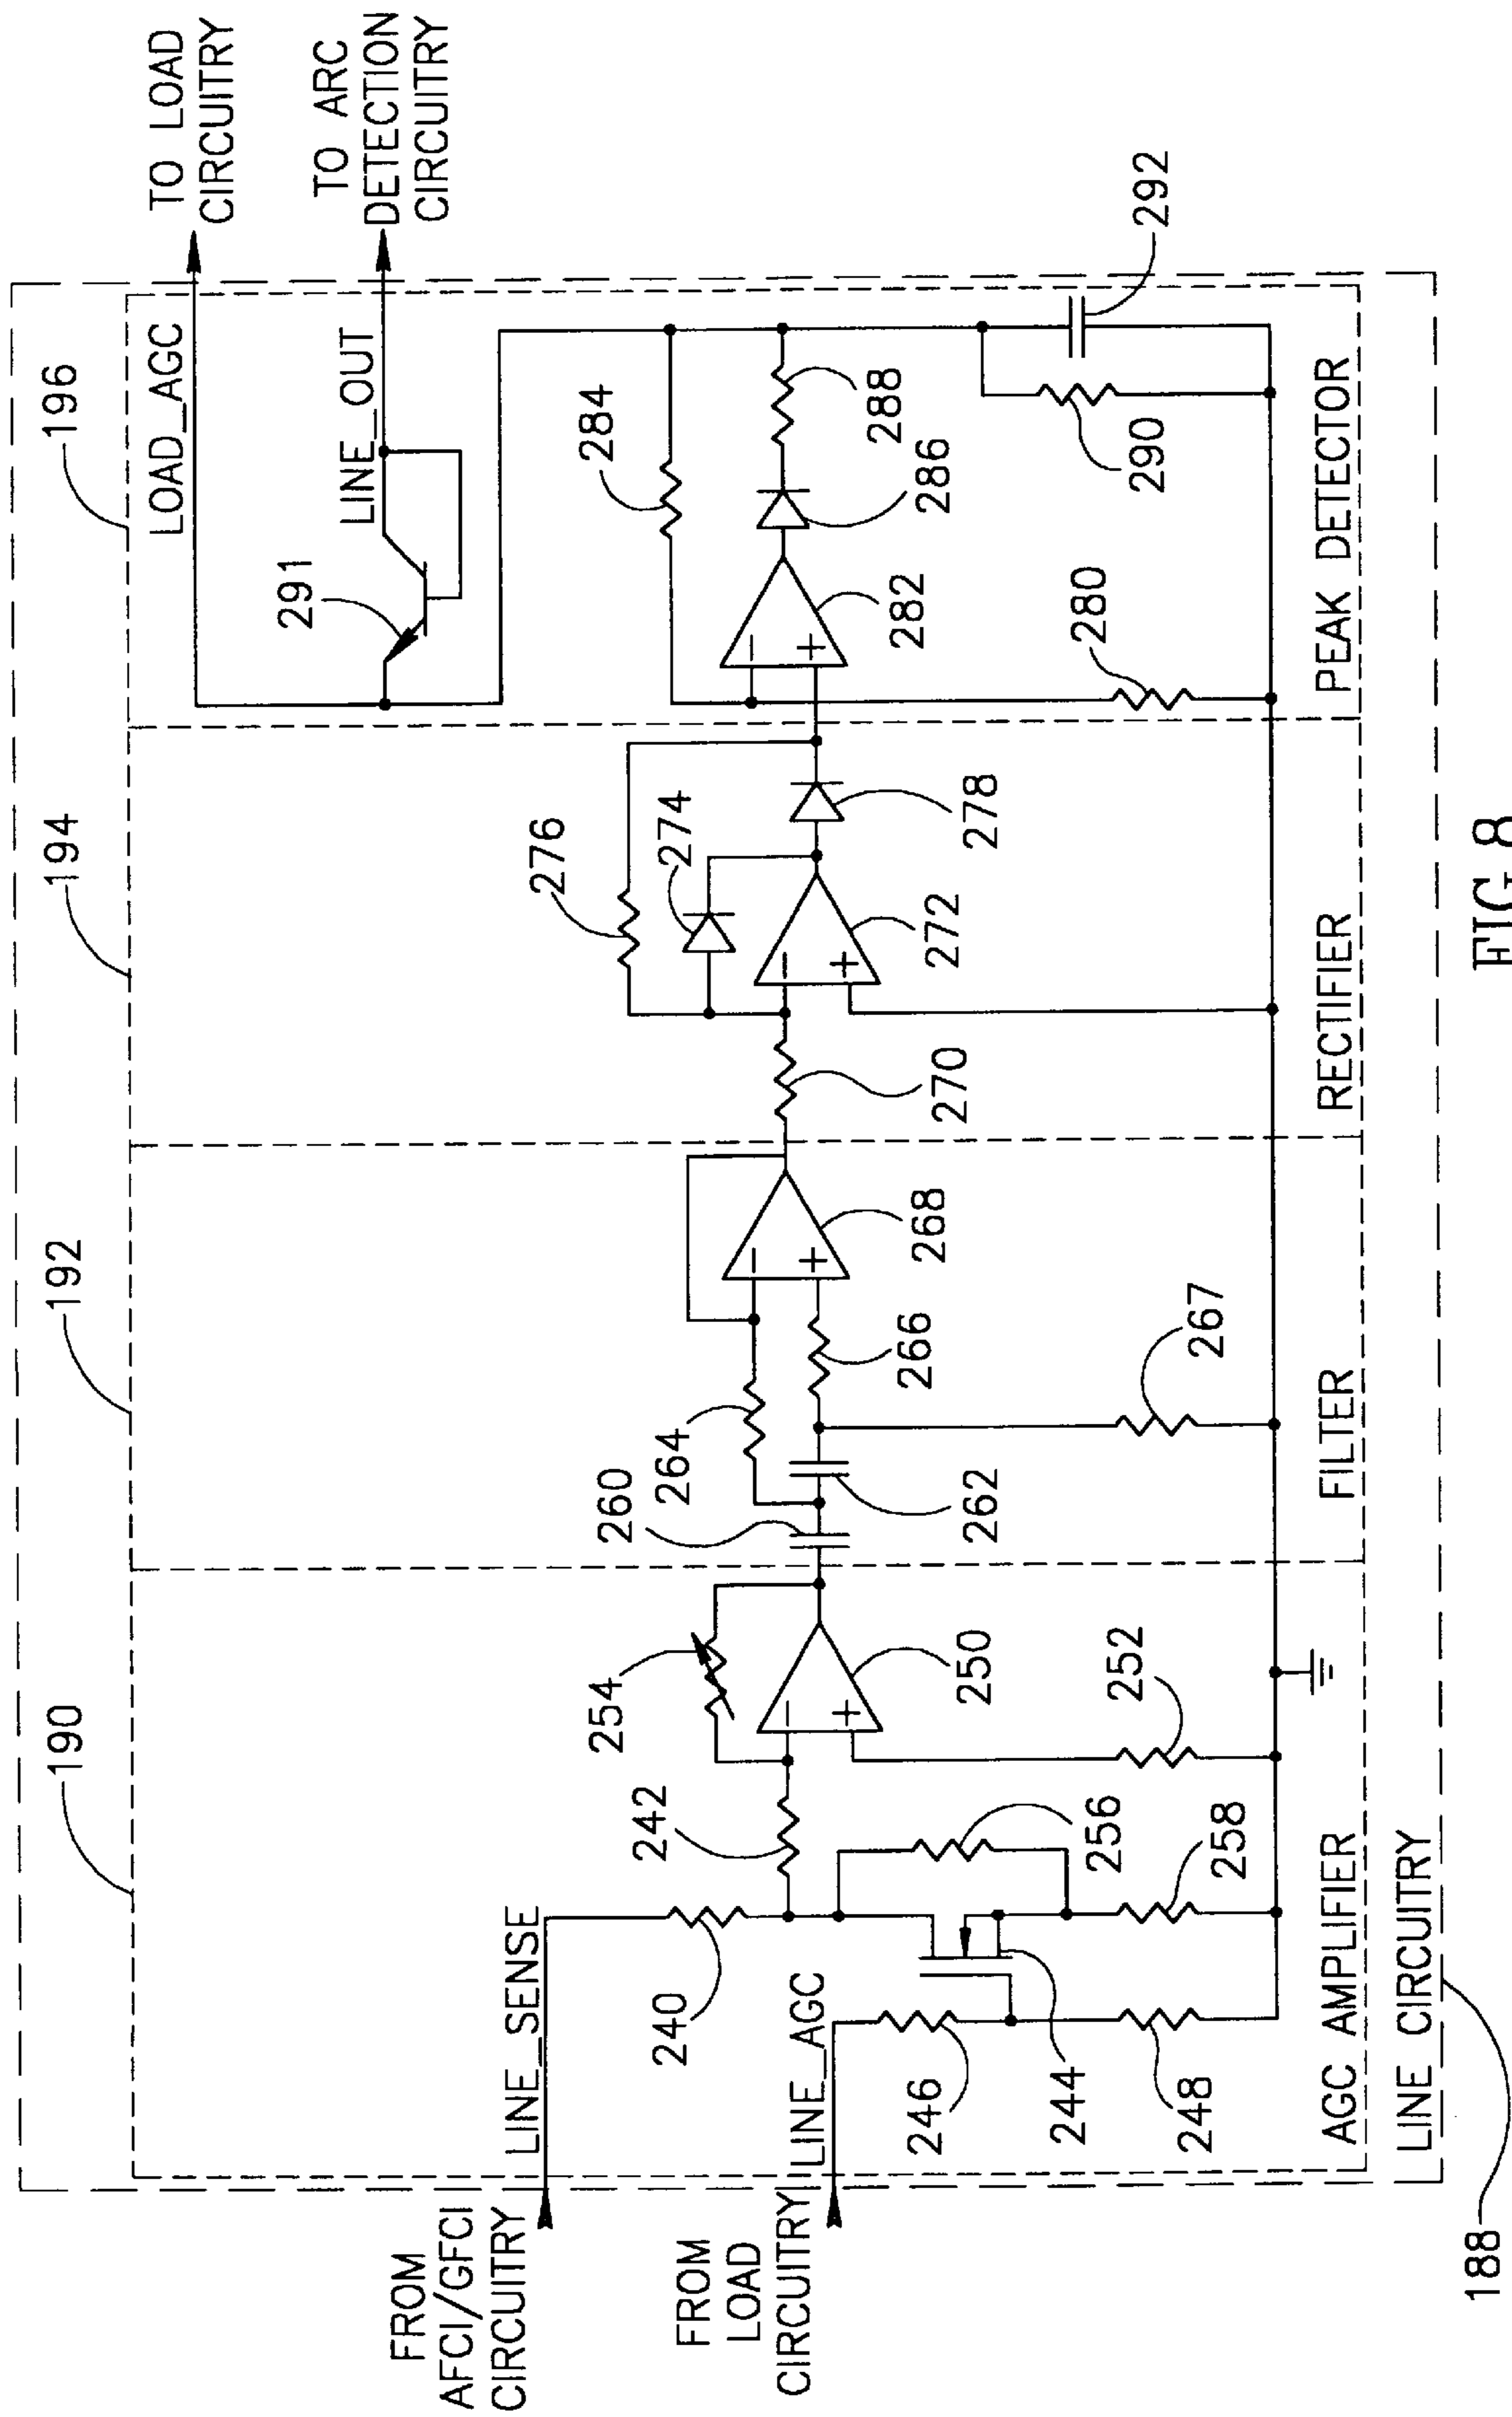 190
192
194
196
FROM
AFCI/GFCI
CIRCUITRY
LINE_SENSE
FROM
LOAD
CIRCUITRY
LINE_AGC
LOAD_AGC
TO LOAD
CIRCUITRY
LINE_OUT
TO ARC
DETECTION
CIRCUITRY
291
240
242
244
246
248
250
252
254
256
258
260
262
264
266
267
268
270
272
274
276
278
280
282
284
286
288
290
292
+
−
+
−
+
−
+
−
AGC AMPLIFIER
FILTER
RECTIFIER
PEAK DETECTOR
LINE CIRCUITRY
188
FIG.8